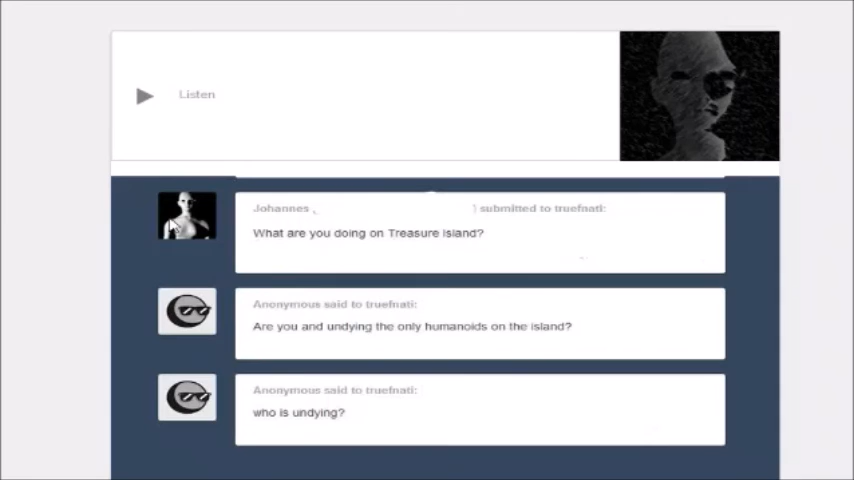 Listen
Johannes submitted to truefnati:
What are you doing on Treasure Island?
Anonymous said to truefnati:
Are you and undying the only humanoids on the island?
Anonymous said to truefnati:
who is undying?